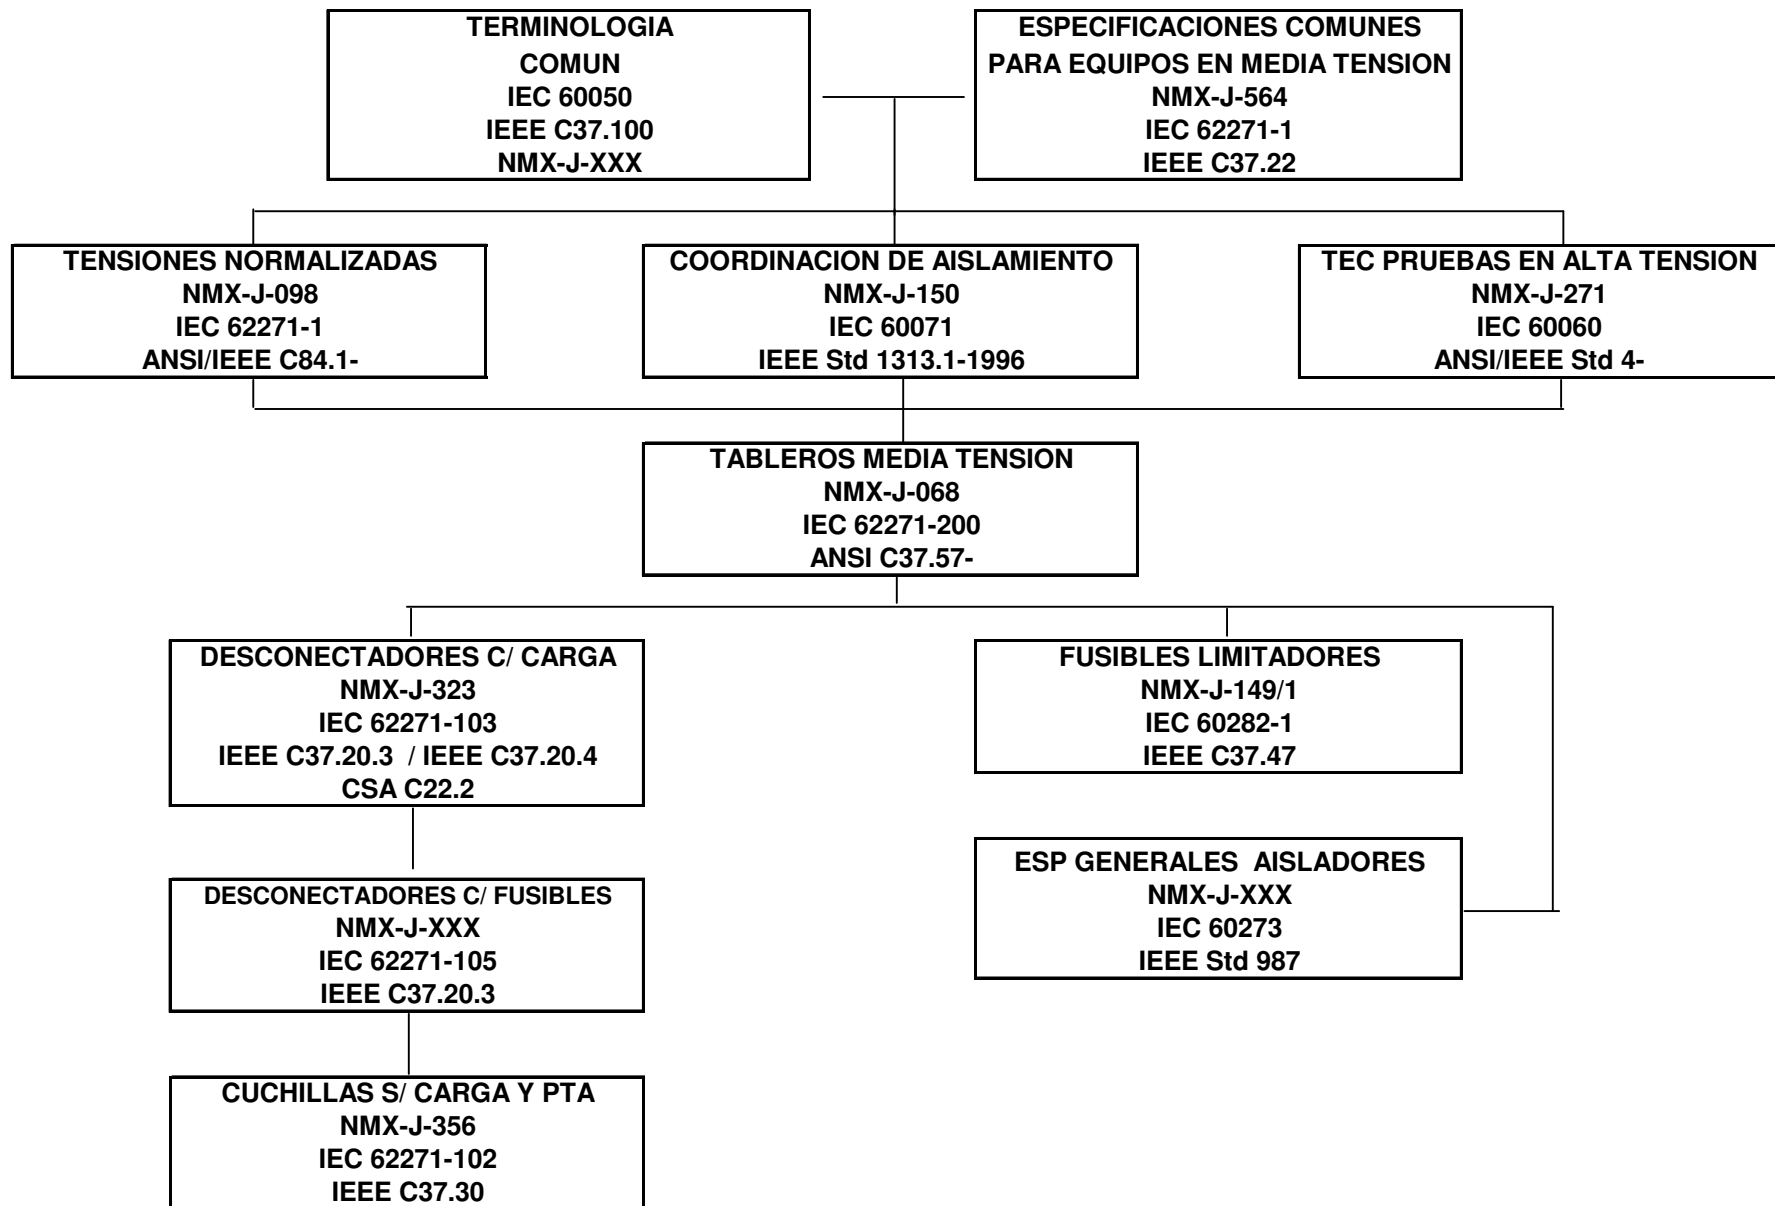 TERMINOLOGIA
COMUN
IEC 60050
IEEE C37.100
NMX-J-XXX
ESPECIFICACIONES COMUNES
PARA EQUIPOS EN MEDIA TENSION
NMX-J-564
IEC 62271-1
IEEE C37.22
TENSIONES NORMALIZADAS
NMX-J-098
IEC 62271-1
ANSI/IEEE C84.1-
COORDINACION DE AISLAMIENTO
NMX-J-150
IEC 60071
IEEE Std 1313.1-1996
TEC PRUEBAS EN ALTA TENSION
NMX-J-271
IEC 60060
ANSI/IEEE Std 4-
TABLEROS MEDIA TENSION
NMX-J-068
IEC 62271-200
ANSI C37.57-
DESCONECTADORES C/ CARGA
NMX-J-323
IEC 62271-103
IEEE C37.20.3 / IEEE C37.20.4
CSA C22.2
FUSIBLES LIMITADORES
NMX-J-149/1
IEC 60282-1
IEEE C37.47
DESCONECTADORES C/ FUSIBLES
NMX-J-XXX
IEC 62271-105
IEEE C37.20.3
ESP GENERALES AISLADORES
NMX-J-XXX
IEC 60273
IEEE Std 987
CUCHILLAS S/ CARGA Y PTA
NMX-J-356
IEC 62271-102
IEEE C37.30